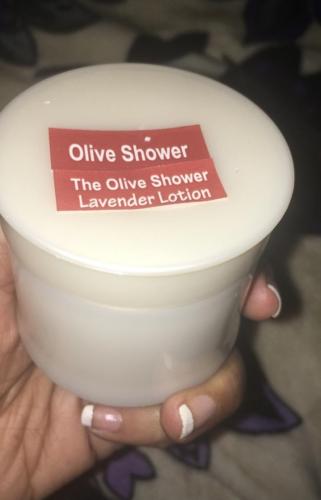 Olive Shower
The Olive Shower
Lavender Lotion